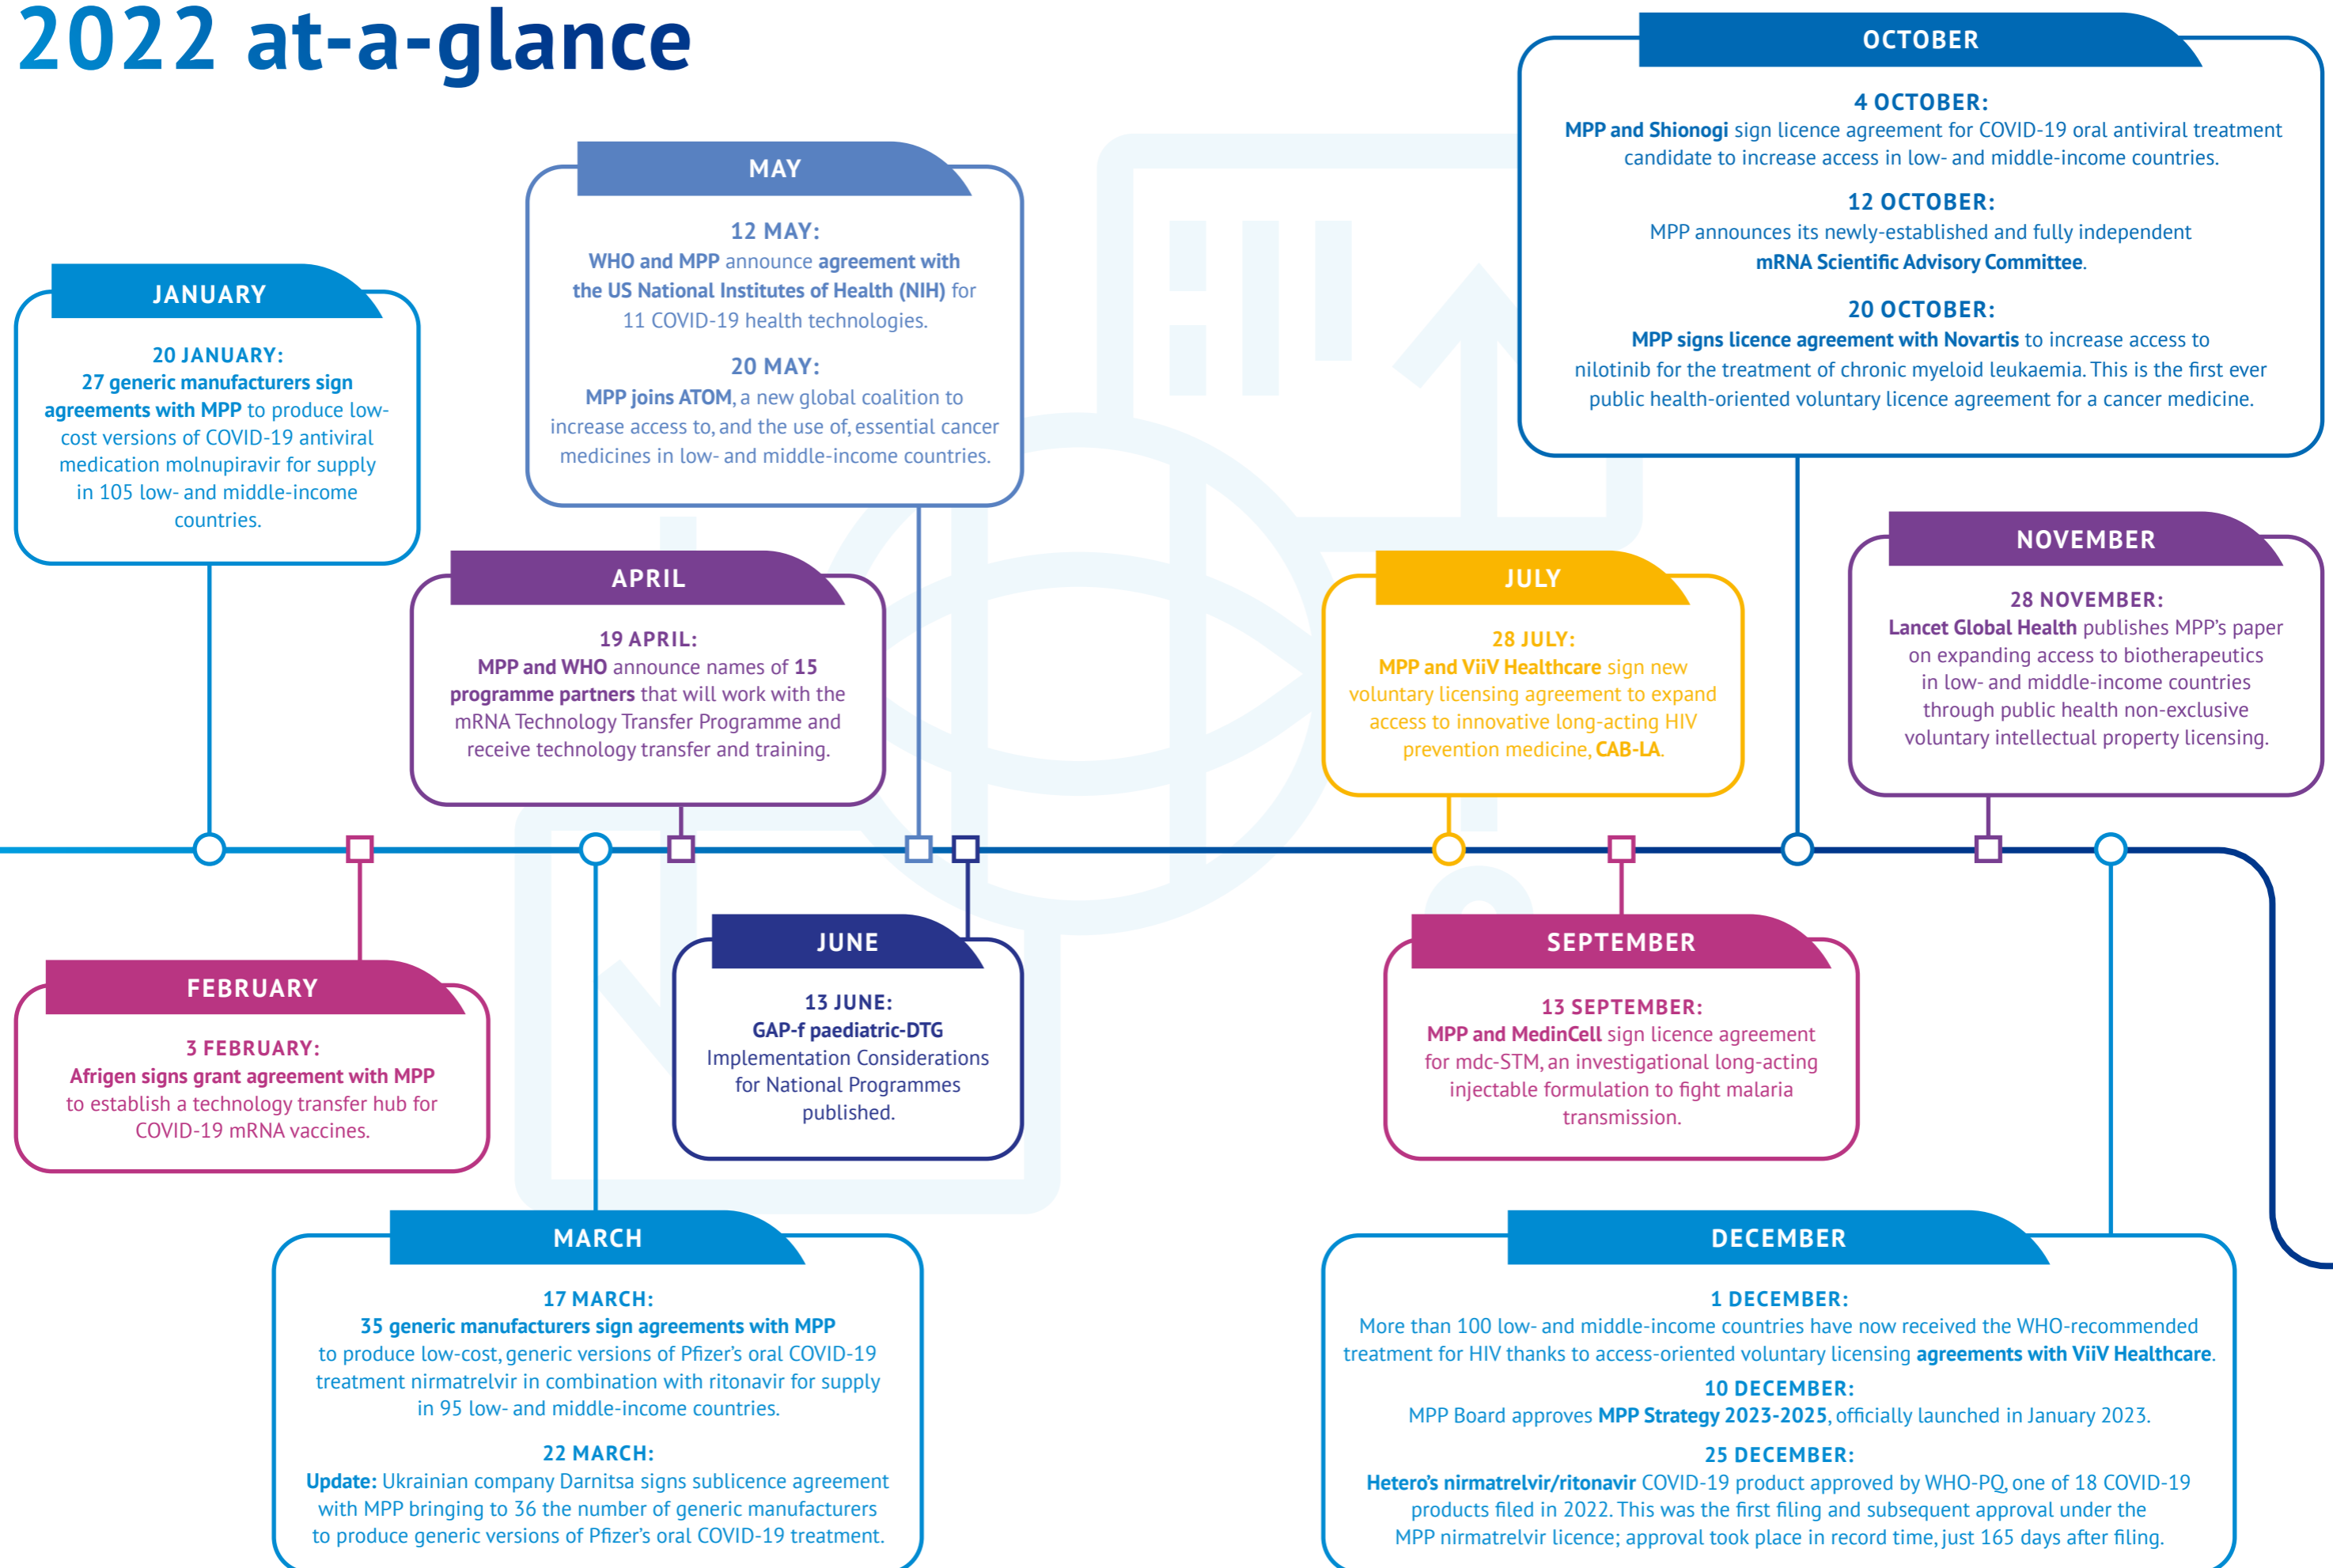 2022 at-a-glance
JANUARY
20 JANUARY:
27 generic manufacturers sign
agreements with MPP to produce low-
cost versions of COVID-19 antiviral
medication molnupiravir for supply
in 105 low- and middle-income
countries.
FEBRUARY
3 FEBRUARY:
Afrigen signs grant agreement with MPP
to establish a technology transfer hub for
COVID-19 mRNA vaccines.
MARCH
17 MARCH:
35 generic manufacturers sign agreements with MPP
to produce low-cost, generic versions of Pfizer's oral COVID-19
treatment nirmatrelvir in combination with ritonavir for supply
in 95 low- and middle-income countries.
22 MARCH:
Update: Ukrainian company Darnitsa signs sublicence agreement
with MPP bringing to 36 the number of generic manufacturers
to produce generic versions of Pfizer's oral COVID-19 treatment.
APRIL
19 APRIL:
MPP and WHO announce names of 15
programme partners that will work with the
mRNA Technology Transfer Programme and
receive technology transfer and training.
MAY
12 MAY:
WHO and MPP announce agreement with
the US National Institutes of Health (NIH) for
11 COVID-19 health technologies.
20 MAY:
MPP joins ATOM, a new global coalition to
increase access to, and the use of, essential cancer
medicines in low- and middle-income countries.
JUNE
13 JUNE:
GAP-f paediatric-DTG
Implementation Considerations
for National Programmes
published.
JULY
28 JULY:
MPP and ViiV Healthcare sign new
voluntary licensing agreement to expand
access to innovative long-acting HIV
prevention medicine, CAB-LA.
SEPTEMBER
13 SEPTEMBER:
MPP and MedinCell sign licence agreement
for mdc-STM, an investigational long-acting
injectable formulation to fight malaria
transmission.
OCTOBER
4 OCTOBER:
MPP and Shionogi sign licence agreement for COVID-19 oral antiviral treatment
candidate to increase access in low- and middle-income countries.
12 OCTOBER:
MPP announces its newly-established and fully independent
mRNA Scientific Advisory Committee.
20 OCTOBER:
MPP signs licence agreement with Novartis to increase access to
nilotinib for the treatment of chronic myeloid leukaemia. This is the first ever
public health-oriented voluntary licence agreement for a cancer medicine.
NOVEMBER
28 NOVEMBER:
Lancet Global Health publishes MPP's paper
on expanding access to biotherapeutics
in low- and middle-income countries
through public health non-exclusive
voluntary intellectual property licensing.
DECEMBER
1 DECEMBER:
More than 100 low- and middle-income countries have now received the WHO-recommended
treatment for HIV thanks to access-oriented voluntary licensing agreements with ViiV Healthcare.
10 DECEMBER:
MPP Board approves MPP Strategy 2023-2025, officially launched in January 2023.
25 DECEMBER:
Hetero's nirmatrelvir/ritonavir COVID-19 product approved by WHO-PQ, one of 18 COVID-19
products filed in 2022. This was the first filing and subsequent approval under the
MPP nirmatrelvir licence; approval took place in record time, just 165 days after filing.